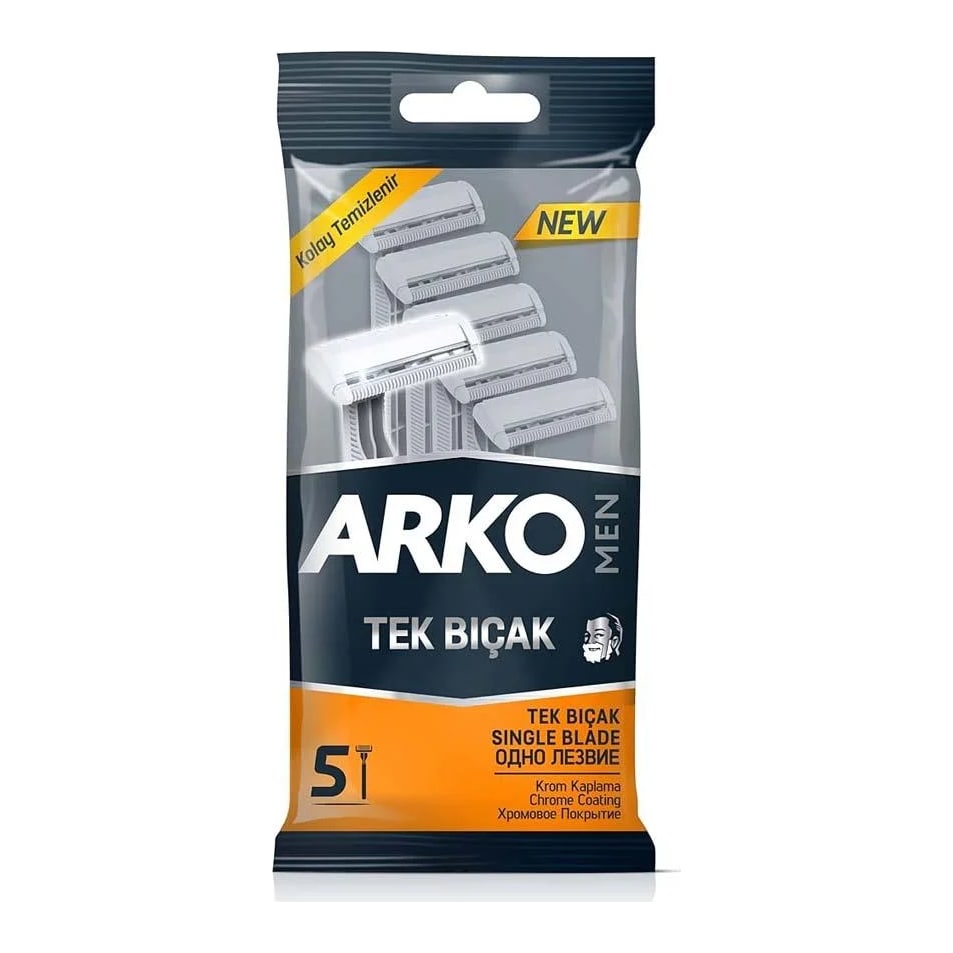 Kolay Temizlenir
NEW
ARKO
MEN
TEK BIÇAK
TEK BIÇAK
SINGLE BLADE
ОДНО ЛЕЗВИЕ
5
Krom Kaplama
Chrome Coating
Хромовое Покрытие